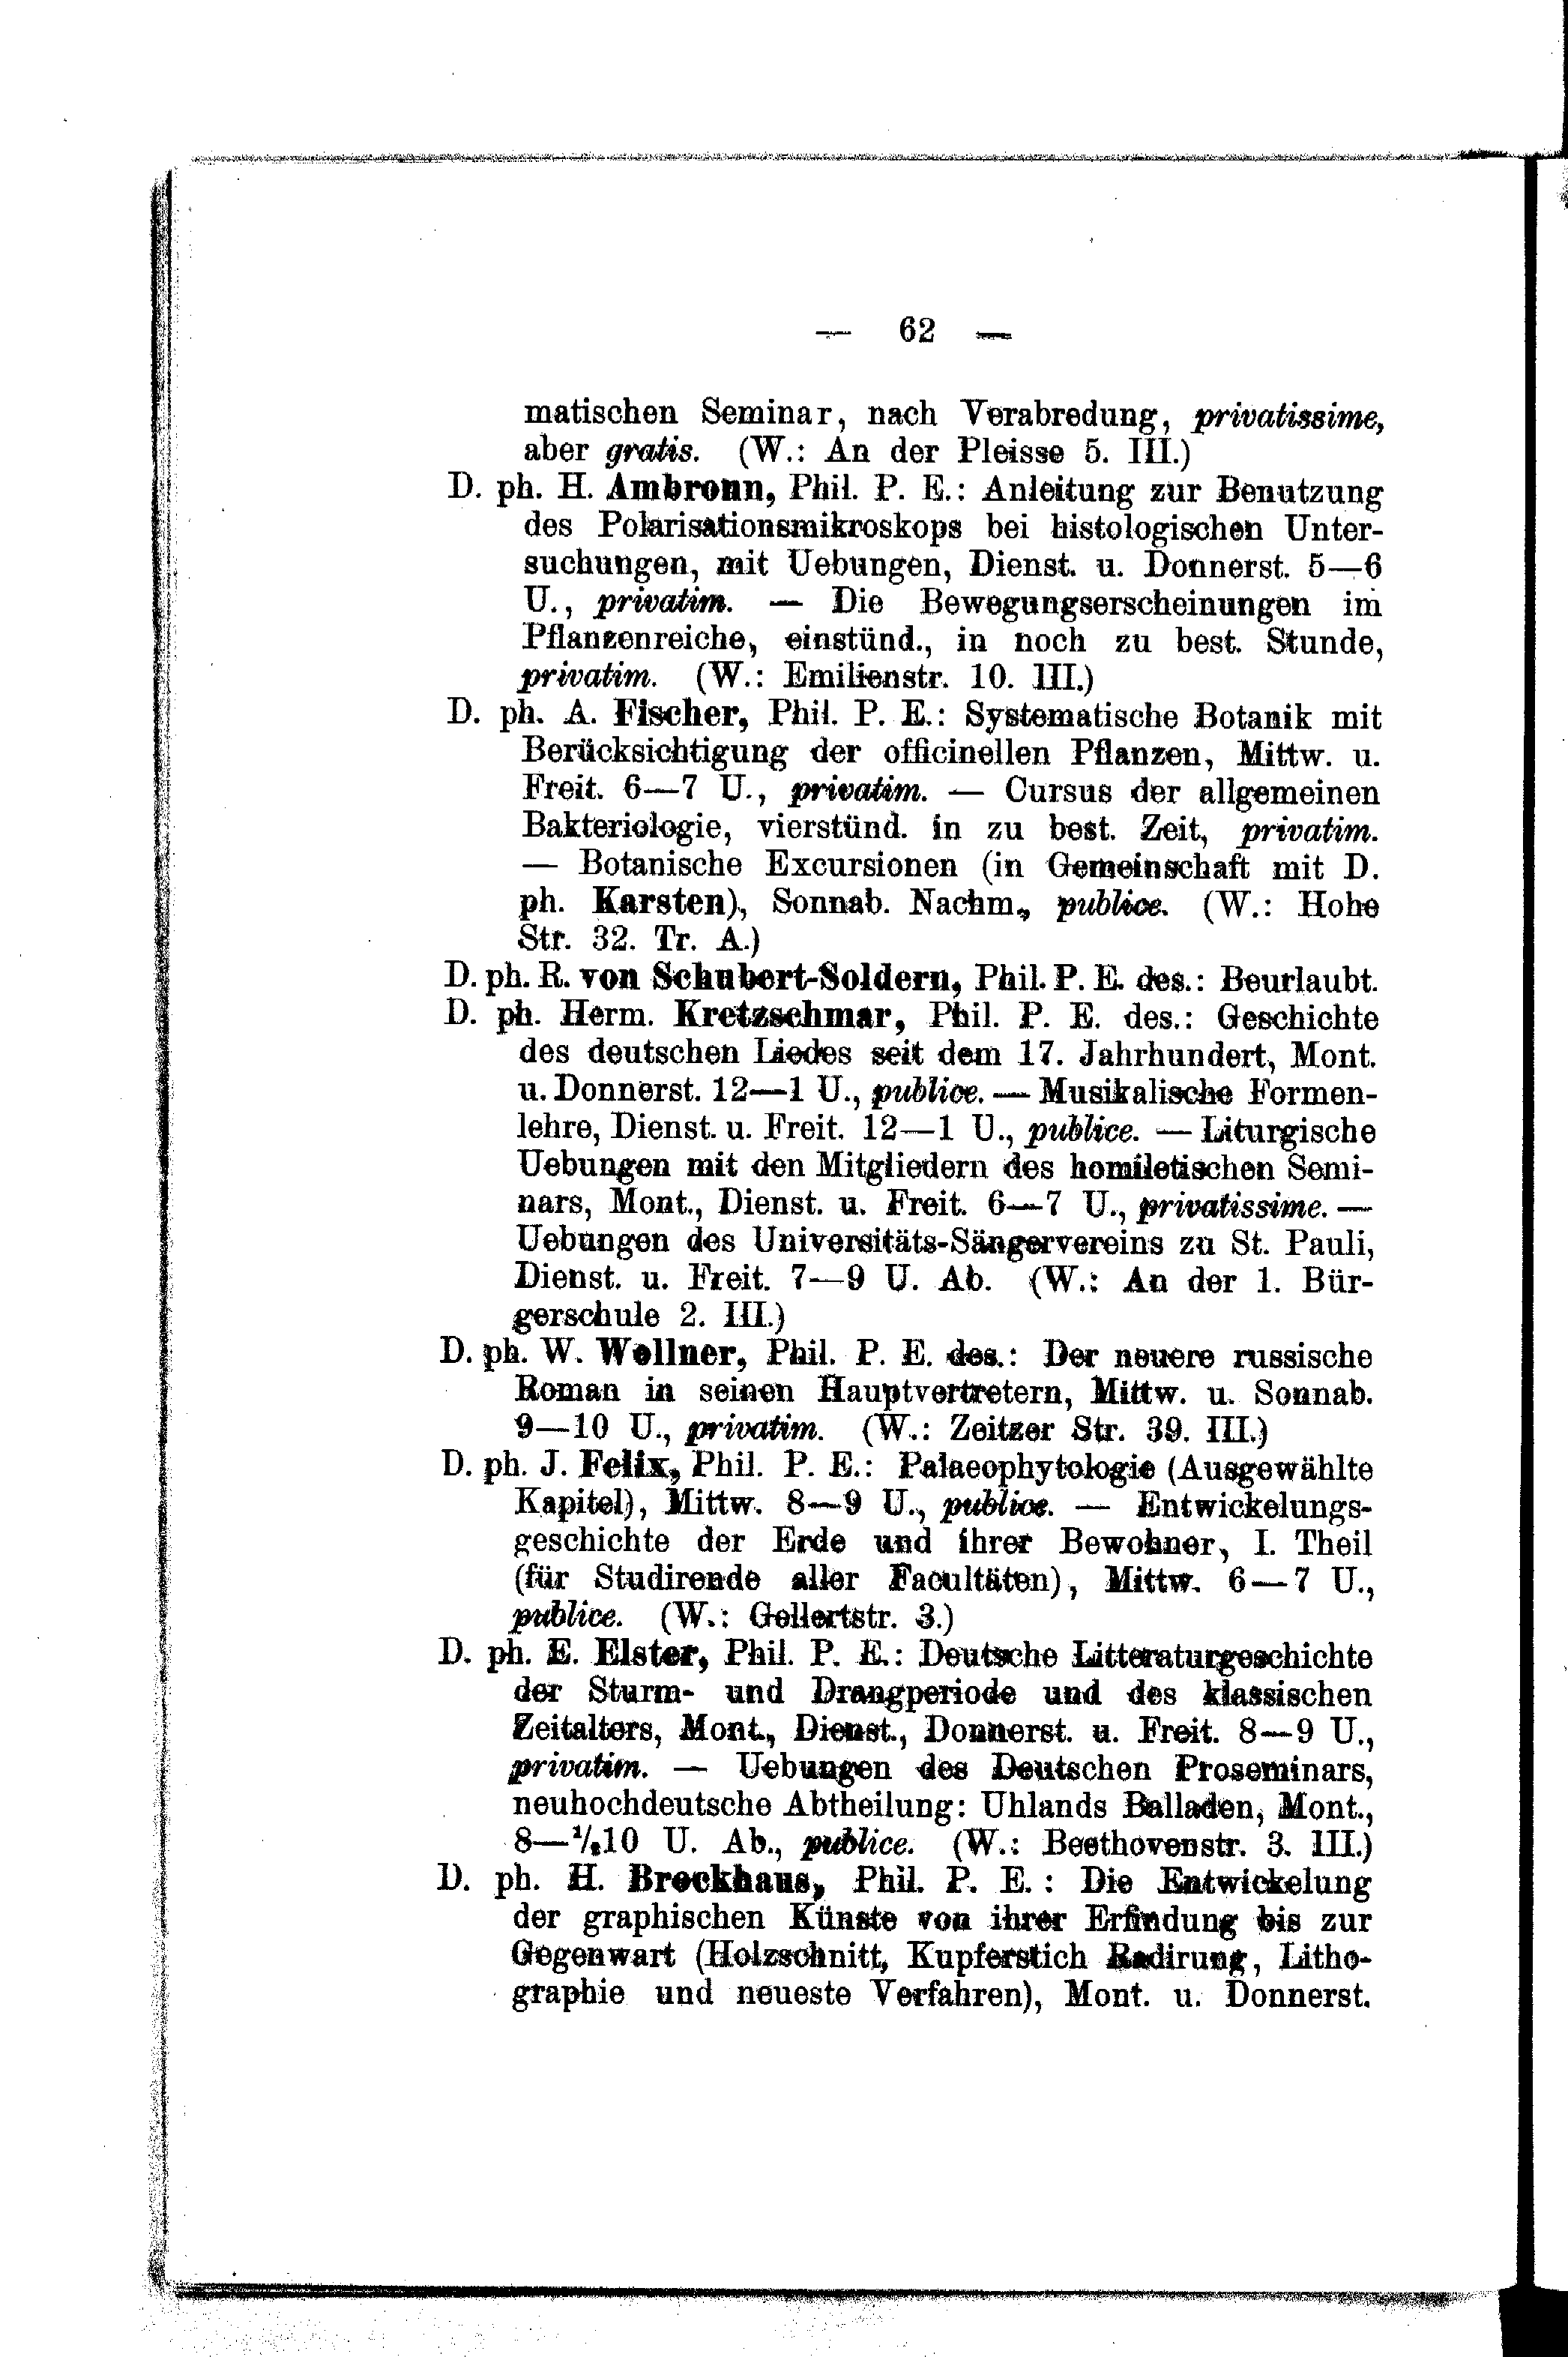 — 62 —
matischen Seminar, nach Verabredung, privatissime,
aber gratis. (W.: An der Pleisse 5. III.)
D. ph. H. Ambronn, Phil. P. E.: Anleitung zur Benutzung
des Polarisationsmikroskops bei histologischen Unter-
suchungen, mit Uebungen, Dienst. u. Donnerst. 5—6
U., privatim. — Die Bewegungserscheinungen im
Pflanzenreiche, einstünd., in noch zu best. Stunde,
privatim. (W.: Emilienstr. 10. III.)
D. ph. A. Fischer, Phil. P. E.: Systematische Botanik mit
Berücksichtigung der officinellen Pflanzen, Mittw. u.
Freit. 6—7 U., privatim. — Cursus der allgemeinen
Bakteriologie, vierstünd. in zu best. Zeit, privatim.
— Botanische Excursionen (in Gemeinschaft mit D.
ph. Karsten), Sonnab. Nachm., publice. (W.: Hohe
Str. 32. Tr. A.)
D. ph. R. von Schubert-Soldern, Phil. P. E. des.: Beurlaubt.
D. ph. Herm. Kretzschmar, Phil. P. E. des.: Geschichte
des deutschen Liedes seit dem 17. Jahrhundert, Mont.
u. Donnerst. 12—1 U., publice. — Musikalische Formen-
lehre, Dienst. u. Freit. 12—1 U., publice. — Liturgische
Uebungen mit den Mitgliedern des homiletischen Semi-
nars, Mont., Dienst. u. Freit. 6—7 U., privatissime. —
Uebungen des Universitäts-Sängervereins zu St. Pauli,
Dienst. u. Freit. 7—9 U. Ab. (W.: An der 1. Bür-
gerschule 2. III.)
D. ph. W. Wollner, Phil. P. E. des.: Der neuere russische
Roman in seinen Hauptvertretern, Mittw. u. Sonnab.
9—10 U., privatim. (W.: Zeitzer Str. 39. III.)
D. ph. J. Felix, Phil. P. E.: Palaeophytologie (Ausgewählte
Kapitel), Mittw. 8—9 U., publice. — Entwickelungs-
geschichte der Erde und ihrer Bewohner, I. Theil
(für Studirende aller Facultäten), Mittw. 6—7 U.,
publice. (W.: Gellertstr. 3.)
D. ph. E. Elster, Phil. P. E.: Deutsche Litteraturgeschichte
der Sturm- und Drangperiode und des klassischen
Zeitalters, Mont., Dienst., Donnerst. u. Freit. 8—9 U.,
privatim. — Uebungen des Deutschen Proseminars,
neuhochdeutsche Abtheilung: Uhlands Balladen, Mont.,
8—½10 U. Ab., publice. (W.: Beethovenstr. 3. III.)
D. ph. H. Brockhaus, Phil. P. E.: Die Entwickelung
der graphischen Künste von ihrer Erfindung bis zur
Gegenwart (Holzschnitt, Kupferstich Radirung, Litho-
graphie und neueste Verfahren), Mont. u. Donnerst.